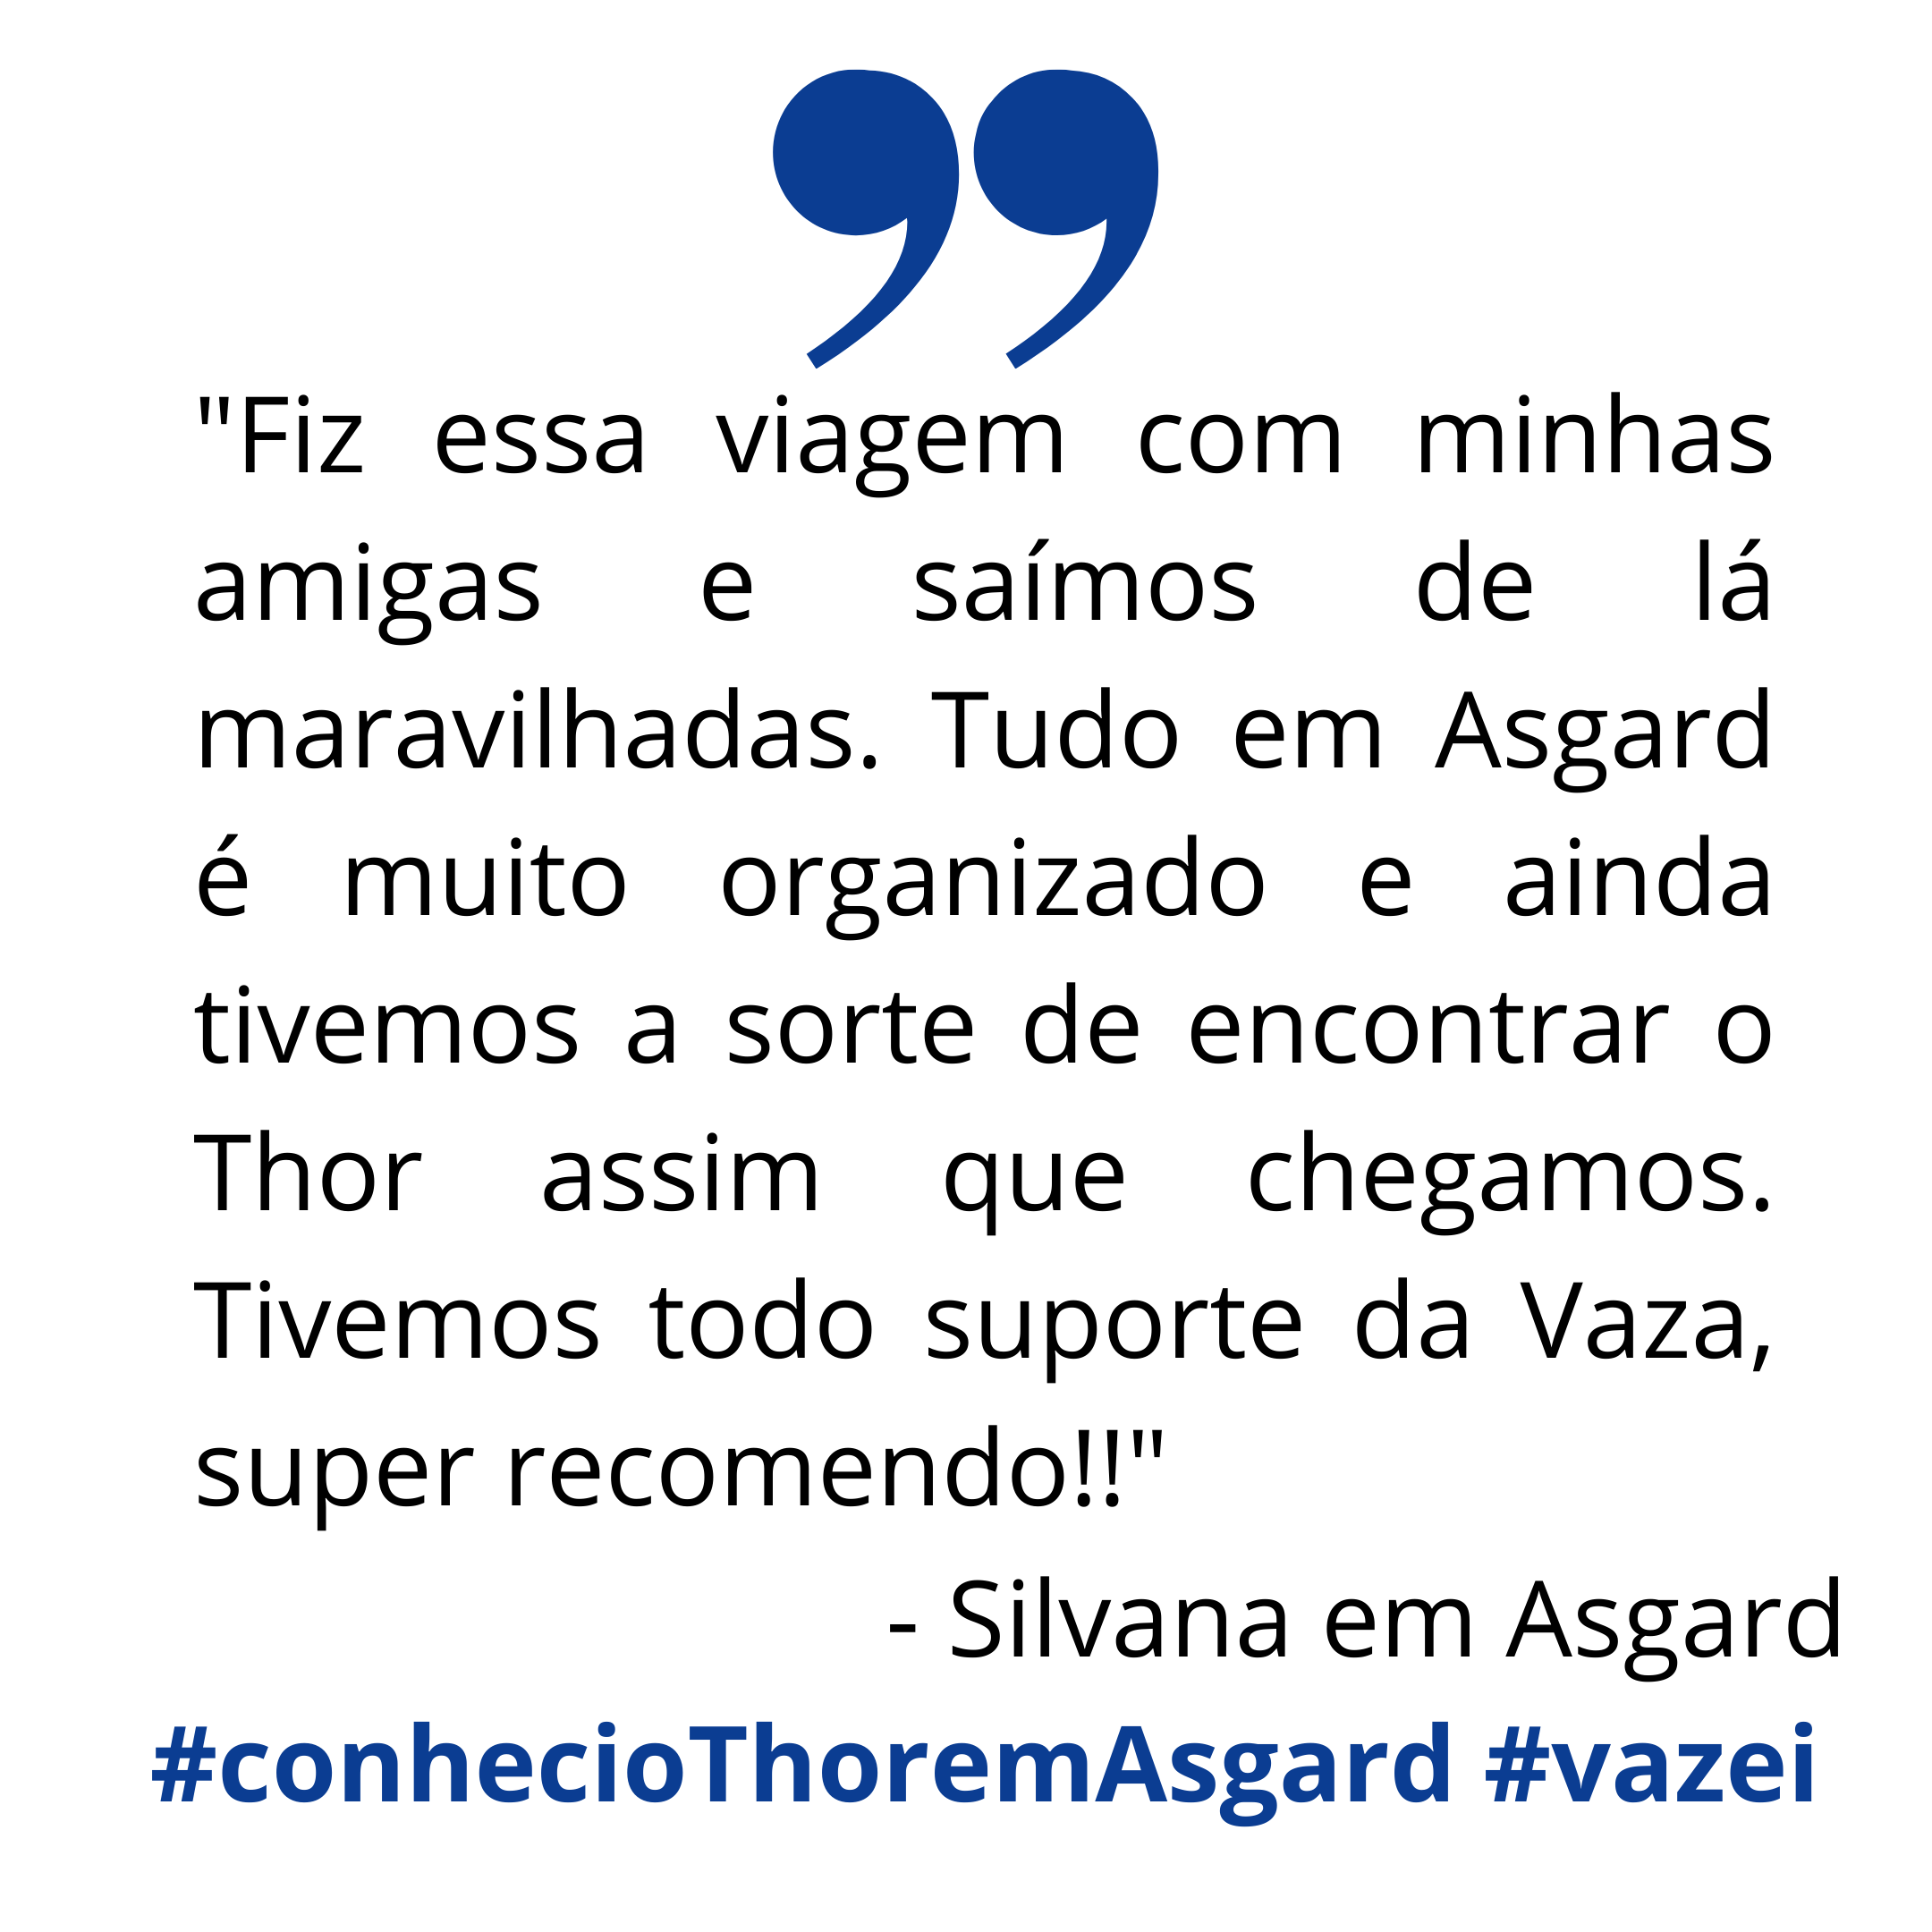 "Fiz essa viagem com minhas
amigas e saímos de lá
maravilhadas. Tudo em Asgard
é muito organizado e ainda
tivemos a sorte de encontrar o
Thor assim que chegamos.
Tivemos todo suporte da Vaza,
super recomendo!!"
- Silvana em Asgard
#conhecioThoremAsgard #vazei